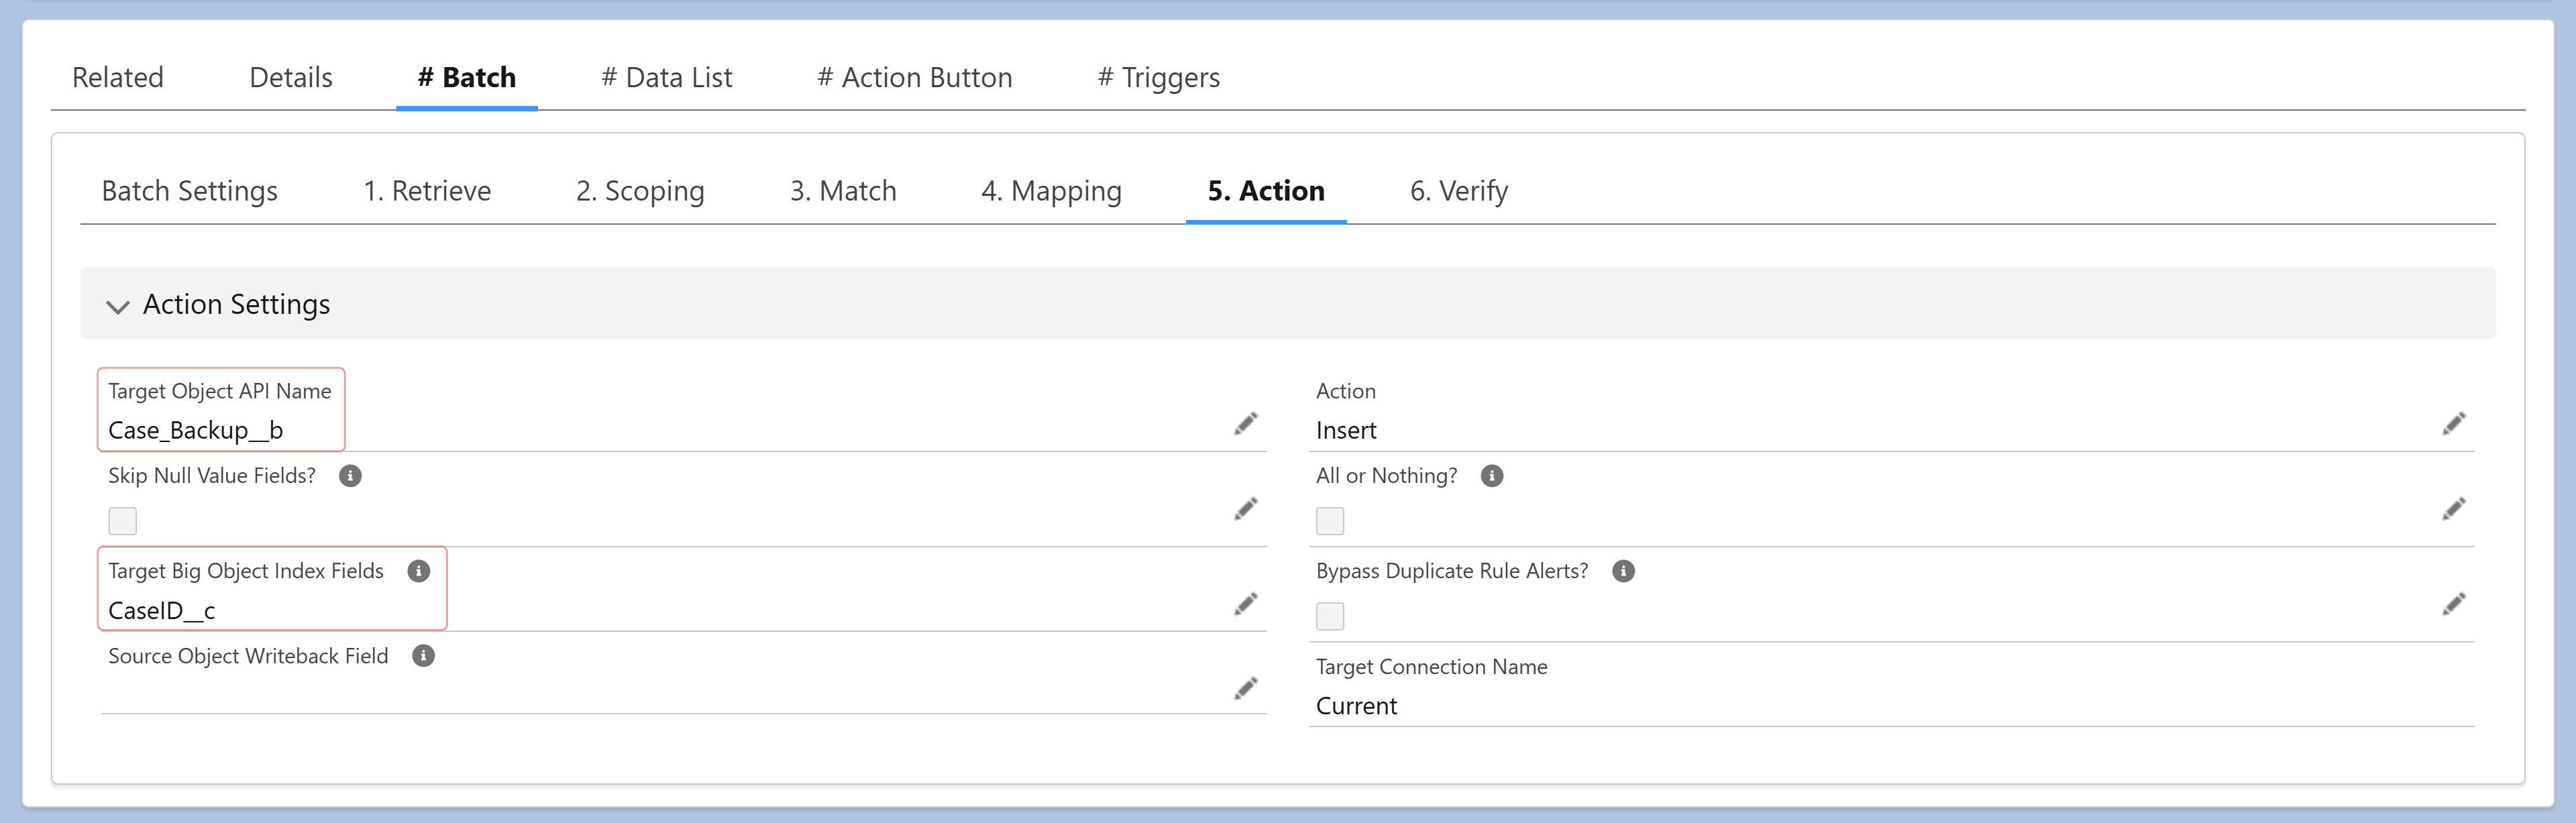 Related Details # Batch # Data List # Action Button # Triggers
Batch Settings 1. Retrieve 2. Scoping 3. Match 4. Mapping 5. Action 6. Verify
Action Settings
Target Object API Name
Case_Backup__b
Action
Insert
Skip Null Value Fields?
All or Nothing?
Target Big Object Index Fields
CaseID__c
Bypass Duplicate Rule Alerts?
Source Object Writeback Field
Target Connection Name
Current